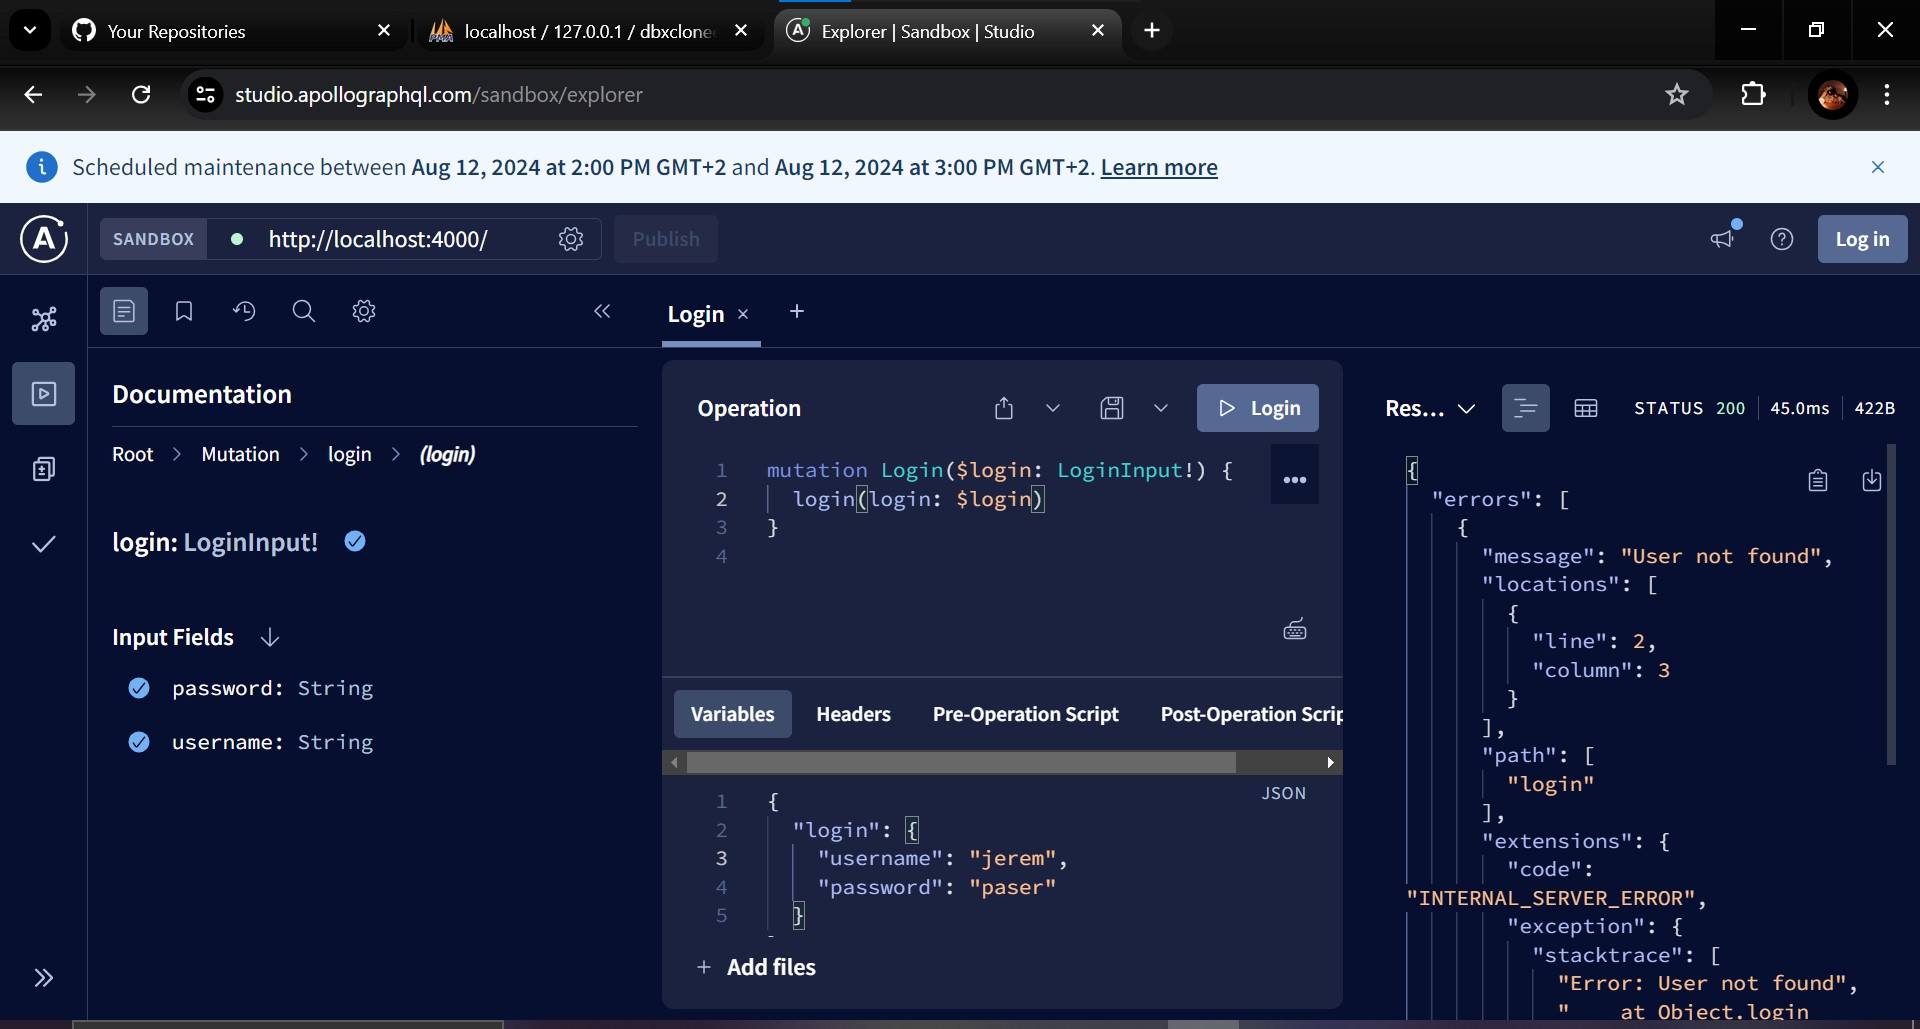 Your Repositories
localhost / 127.0.0.1 / dbxclone
Explorer | Sandbox | Studio
studio.apollographql.com/sandbox/explorer
Scheduled maintenance between Aug 12, 2024 at 2:00 PM GMT+2 and Aug 12, 2024 at 3:00 PM GMT+2. Learn more
SANDBOX
http://localhost:4000/
Publish
Log in
Login
Documentation
Root > Mutation > login > (login)
login: LoginInput!
Input Fields
password: String
username: String
Operation
Login
1 mutation Login($login: LoginInput!) {
2 login(login: $login)
3 }
4
Variables
Headers
Pre-Operation Script
Post-Operation Scrip
JSON
1 {
2 "login": {
3 "username": "jerem",
4 "password": "paser"
5 }
+ Add files
Res...
STATUS 200
45.0ms
422B
{
"errors": [
{
"message": "User not found",
"locations": [
{
"line": 2,
"column": 3
}
],
"path": [
"login"
],
"extensions": {
"code":
"INTERNAL_SERVER_ERROR",
"exception": {
"stacktrace": [
"Error: User not found",
" at Object.login